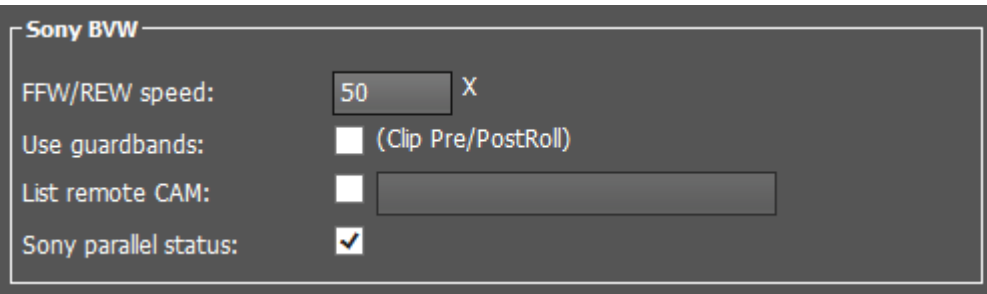 Sony BVW
FFW/REW speed: 50 X
Use guardbands: (Clip Pre/PostRoll)
List remote CAM:
Sony parallel status: